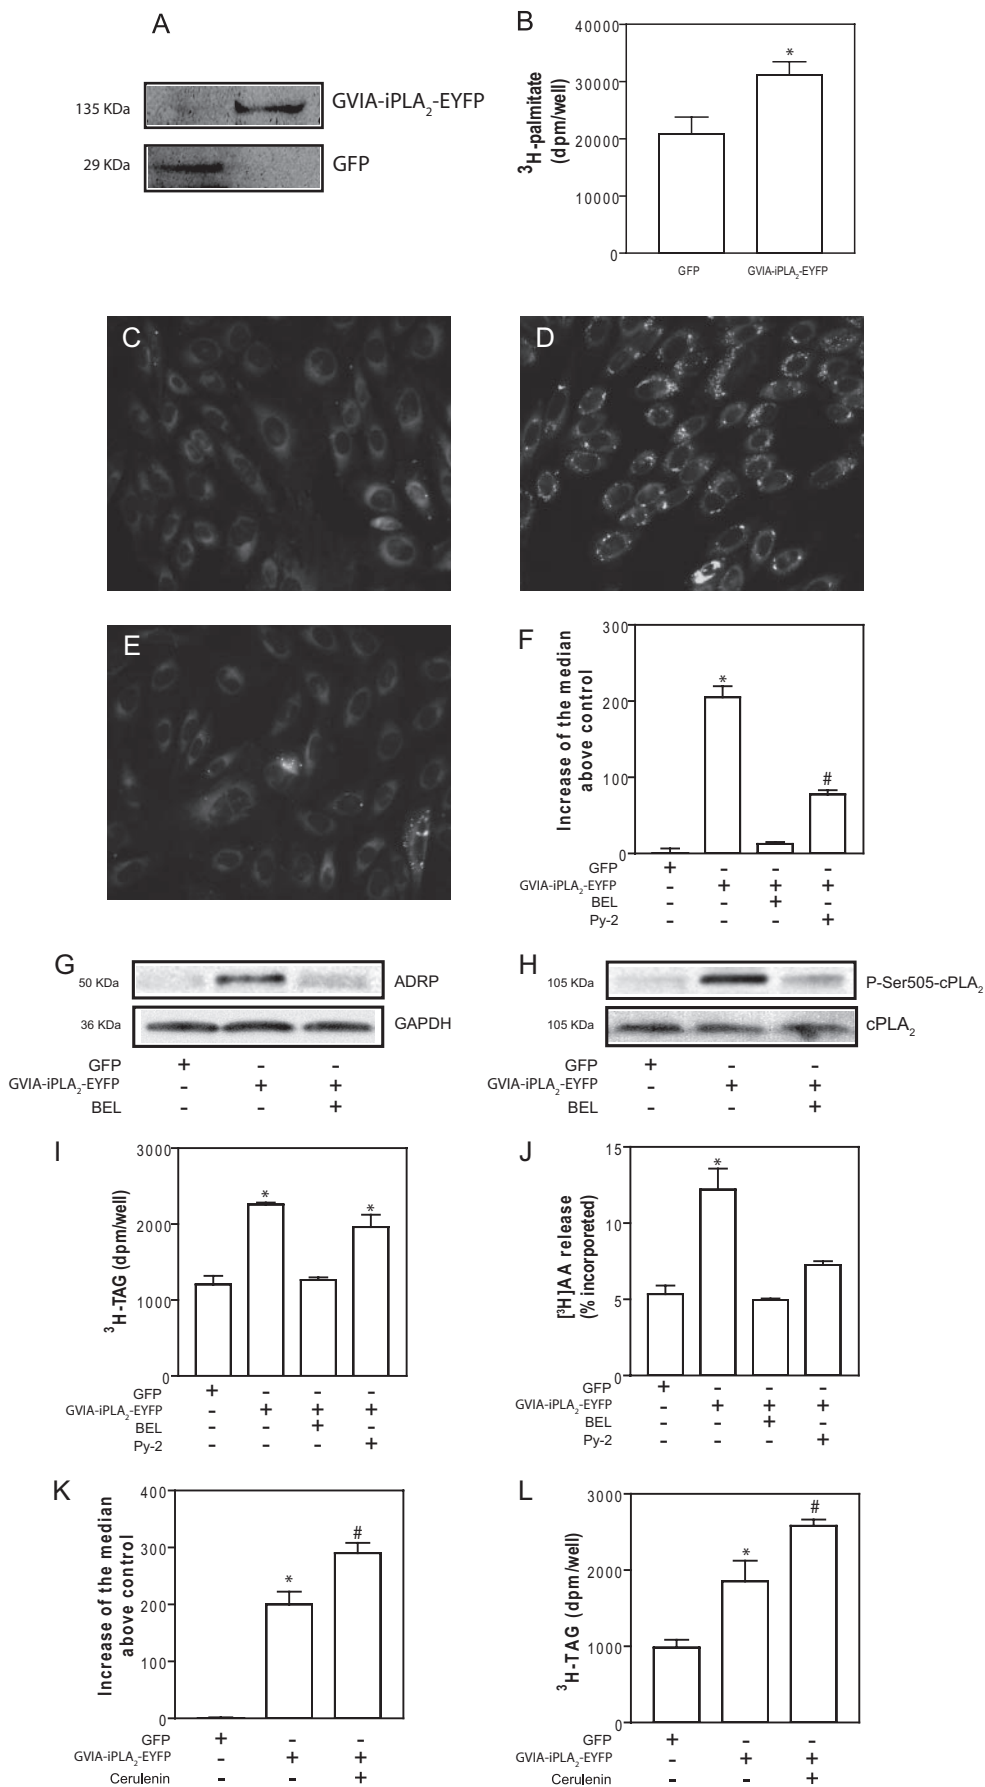 A
135 KDa
GVIA-iPLA2-EYFP
29 KDa
GFP
B
3H-palmitate
(dpm/well)
40000
30000
20000
10000
0
*
GFP
GVIA-iPLA2-EYFP
C
D
E
F
Increase of the median
above control
300
200
100
0
*
#
GFP + - - -
GVIA-iPLA2-EYFP - + + +
BEL - - + -
Py-2 - - - +
G
50 KDa
ADRP
36 KDa
GAPDH
GFP + - -
GVIA-iPLA2-EYFP - + +
BEL - - +
H
105 KDa
P-Ser505-cPLA2
105 KDa
cPLA2
GFP + - -
GVIA-iPLA2-EYFP - + +
BEL - - +
I
3H-TAG (dpm/well)
3000
2000
1000
0
*
*
GFP + - - -
GVIA-iPLA2-EYFP - + + +
BEL - - + -
Py-2 - - - +
J
[3H]AA release
(% incorporeted)
15
10
5
0
*
GFP + - - -
GVIA-iPLA2-EYFP - + + +
BEL - - + -
Py-2 - - - +
K
Increase of the median
above control
400
300
200
100
0
*
#
GFP + - -
GVIA-iPLA2-EYFP - + +
Cerulenin - - +
L
3H-TAG (dpm/well)
3000
2000
1000
0
*
#
GFP + - -
GVIA-iPLA2-EYFP - + +
Cerulenin - - +